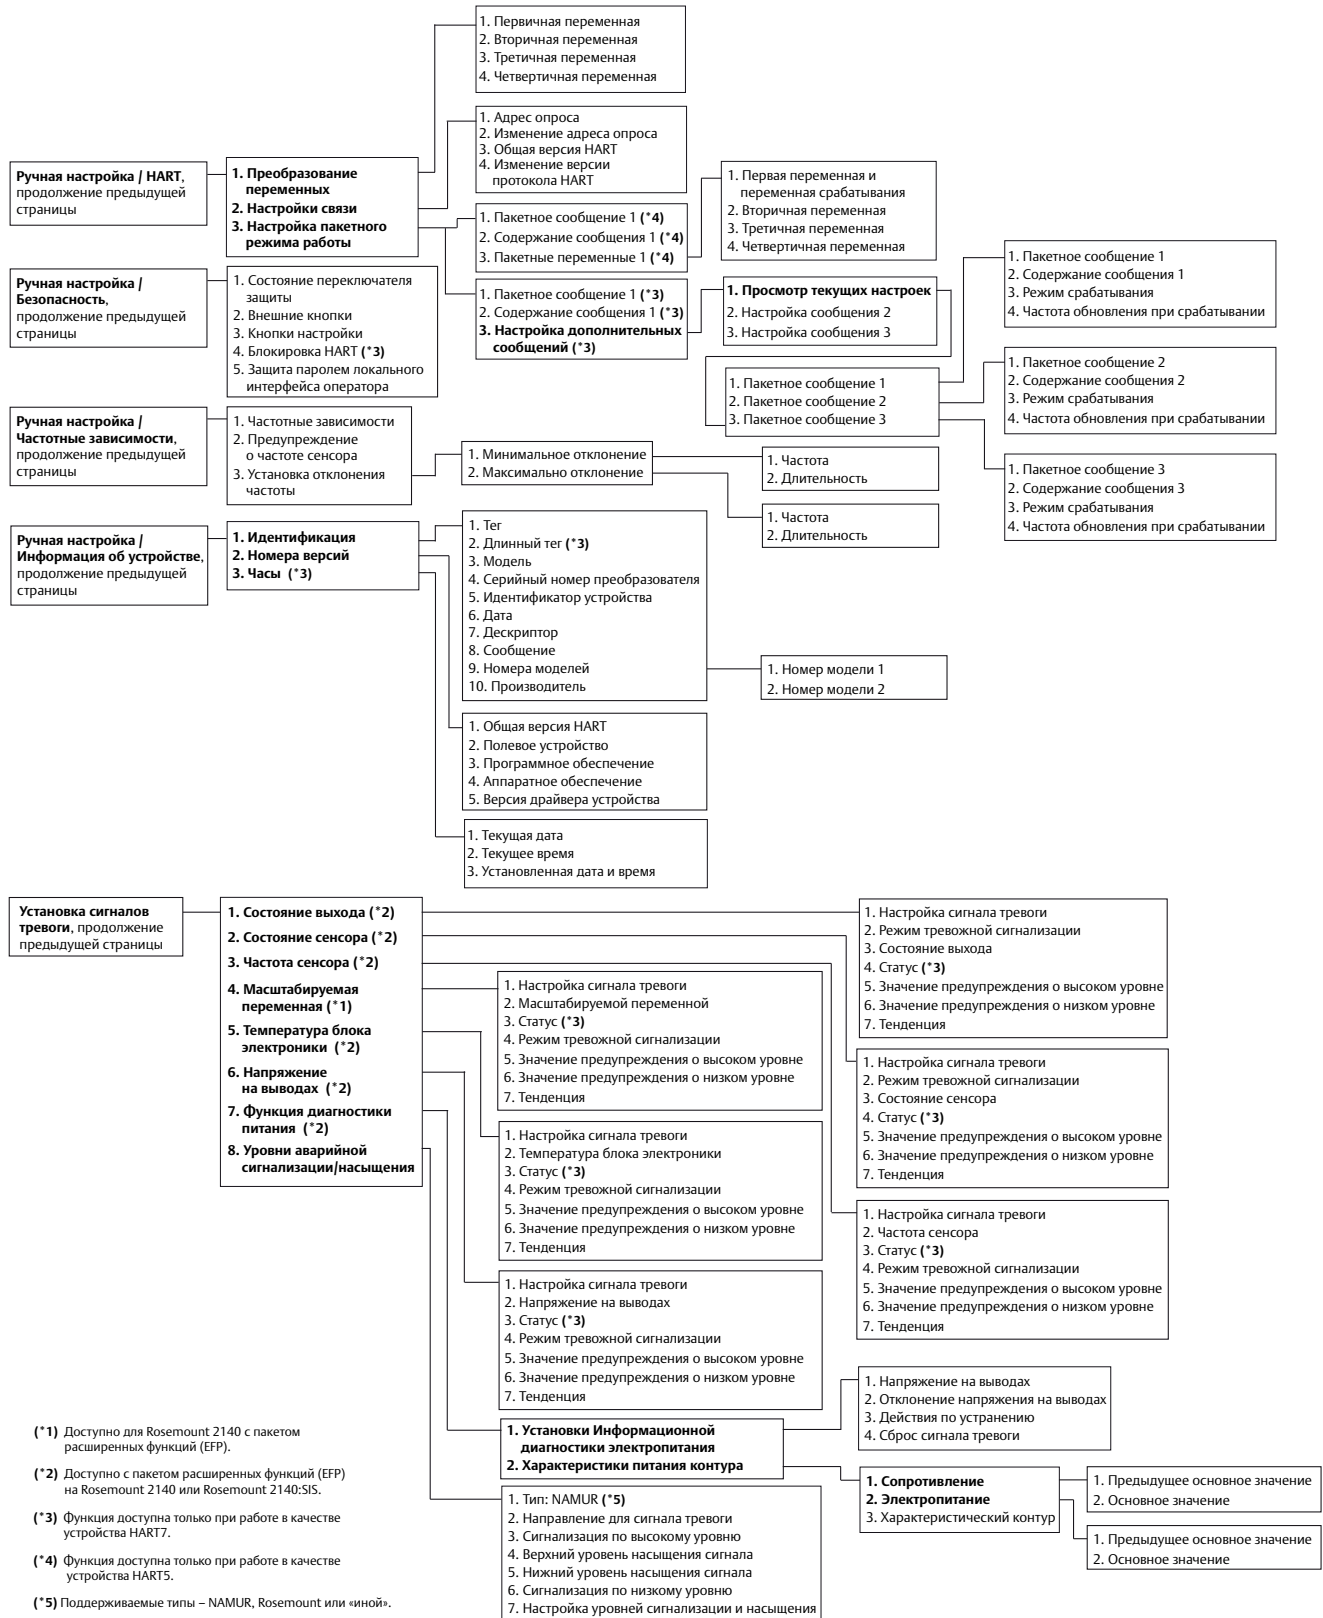 1. Первичная переменная
2. Вторичная переменная
3. Третичная переменная
4. Четвертичная переменная
1. Адрес опроса
2. Изменение адреса опроса
3. Общая версия HART
4. Изменение версии
протокола HART
Ручная настройка / HART,
продолжение предыдущей
страницы
1. Преобразование
переменных
2. Настройки связи
3. Настройка пакетного
режима работы
1. Первая переменная и
переменная срабатывания
2. Вторичная переменная
3. Третичная переменная
4. Четвертичная переменная
1. Пакетное сообщение 1 (*4)
2. Содержание сообщения 1 (*4)
3. Пакетные переменные 1 (*4)
1. Пакетное сообщение 1
2. Содержание сообщения 1
3. Режим срабатывания
4. Частота обновления при срабатывании
Ручная настройка /
Безопасность,
продолжение предыдущей
страницы
1. Состояние переключателя
защиты
2. Внешние кнопки
3. Кнопки настройки
4. Блокировка HART (*3)
5. Защита паролем локального
интерфейса оператора
1. Пакетное сообщение 1 (*3)
2. Содержание сообщения 1 (*3)
3. Настройка дополнительных
сообщений (*3)
1. Просмотр текущих настроек
2. Настройка сообщения 2
3. Настройка сообщения 3
1. Пакетное сообщение 1
2. Пакетное сообщение 2
3. Пакетное сообщение 3
1. Пакетное сообщение 2
2. Содержание сообщения 2
3. Режим срабатывания
4. Частота обновления при срабатывании
Ручная настройка /
Частотные зависимости,
продолжение предыдущей
страницы
1. Частотные зависимости
2. Предупреждение
о частоте сенсора
3. Установка отклонения
частоты
1. Минимальное отклонение
2. Максимально отклонение
1. Частота
2. Длительность
1. Частота
2. Длительность
1. Пакетное сообщение 3
2. Содержание сообщения 3
3. Режим срабатывания
4. Частота обновления при срабатывании
Ручная настройка /
Информация об устройстве,
продолжение предыдущей
страницы
1. Идентификация
2. Номера версий
3. Часы (*3)
1. Тег
2. Длинный тег (*3)
3. Модель
4. Серийный номер преобразователя
5. Идентификатор устройства
6. Дата
7. Дескриптор
8. Сообщение
9. Номера моделей
10. Производитель
1. Номер модели 1
2. Номер модели 2
1. Общая версия HART
2. Полевое устройство
3. Программное обеспечение
4. Аппаратное обеспечение
5. Версия драйвера устройства
1. Текущая дата
2. Текущее время
3. Установленная дата и время
Установка сигналов
тревоги, продолжение
предыдущей страницы
1. Состояние выхода (*2)
2. Состояние сенсора (*2)
3. Частота сенсора (*2)
4. Масштабируемая
переменная (*1)
5. Температура блока
электроники (*2)
6. Напряжение
на выводах (*2)
7. Функция диагностики
питания (*2)
8. Уровни аварийной
сигнализации/насыщения
1. Настройка сигнала тревоги
2. Режим тревожной сигнализации
3. Состояние выхода
4. Статус (*3)
5. Значение предупреждения о высоком уровне
6. Значение предупреждения о низком уровне
7. Тенденция
1. Настройка сигнала тревоги
2. Масштабируемой переменной
3. Статус (*3)
4. Режим тревожной сигнализации
5. Значение предупреждения о высоком уровне
6. Значение предупреждения о низком уровне
7. Тенденция
1. Настройка сигнала тревоги
2. Режим тревожной сигнализации
3. Состояние сенсора
4. Статус (*3)
5. Значение предупреждения о высоком уровне
6. Значение предупреждения о низком уровне
7. Тенденция
1. Настройка сигнала тревоги
2. Температура блока электроники
3. Статус (*3)
4. Режим тревожной сигнализации
5. Значение предупреждения о высоком уровне
6. Значение предупреждения о низком уровне
7. Тенденция
1. Настройка сигнала тревоги
2. Частота сенсора
3. Статус (*3)
4. Режим тревожной сигнализации
5. Значение предупреждения о высоком уровне
6. Значение предупреждения о низком уровне
7. Тенденция
1. Настройка сигнала тревоги
2. Напряжение на выводах
3. Статус (*3)
4. Режим тревожной сигнализации
5. Значение предупреждения о высоком уровне
6. Значение предупреждения о низком уровне
7. Тенденция
1. Напряжение на выводах
2. Отклонение напряжения на выводах
3. Действия по устранению
4. Сброс сигнала тревоги
1. Установки Информационной
диагностики электропитания
2. Характеристики питания контура
1. Сопротивление
2. Электропитание
3. Характеристический контур
1. Предыдущее основное значение
2. Основное значение
1. Предыдущее основное значение
2. Основное значение
1. Тип: NAMUR (*5)
2. Направление для сигнала тревоги
3. Сигнализация по высокому уровню
4. Верхний уровень насыщения сигнала
5. Нижний уровень насыщения сигнала
6. Сигнализация по низкому уровню
7. Настройка уровней сигнализации и насыщения
(*1) Доступно для Rosemount 2140 с пакетом
расширенных функций (EFP).
(*2) Доступно с пакетом расширенных функций (EFP)
на Rosemount 2140 или Rosemount 2140:SIS.
(*3) Функция доступна только при работе в качестве
устройства HART7.
(*4) Функция доступна только при работе в качестве
устройства HART5.
(*5) Поддерживаемые типы – NAMUR, Rosemount или «иной».